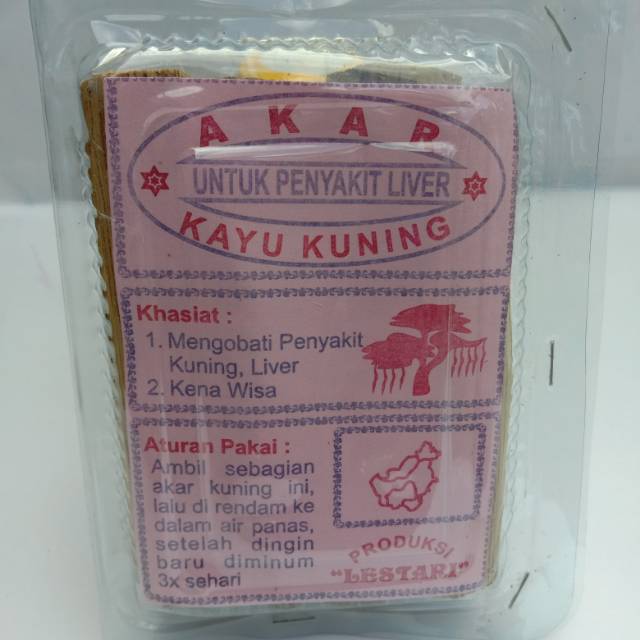 AKAR
UNTUK PENYAKIT LIVER
KAYU KUNING
Khasiat :
1. Mengobati Penyakit
Kuning, Liver
2. Kena Wisa
Aturan Pakai :
Ambil sebagian
akar kuning ini,
lalu di rendam ke
dalam air panas,
setelah dingin
baru diminum
3x sehari
PRODUKSI
"LESTARI"